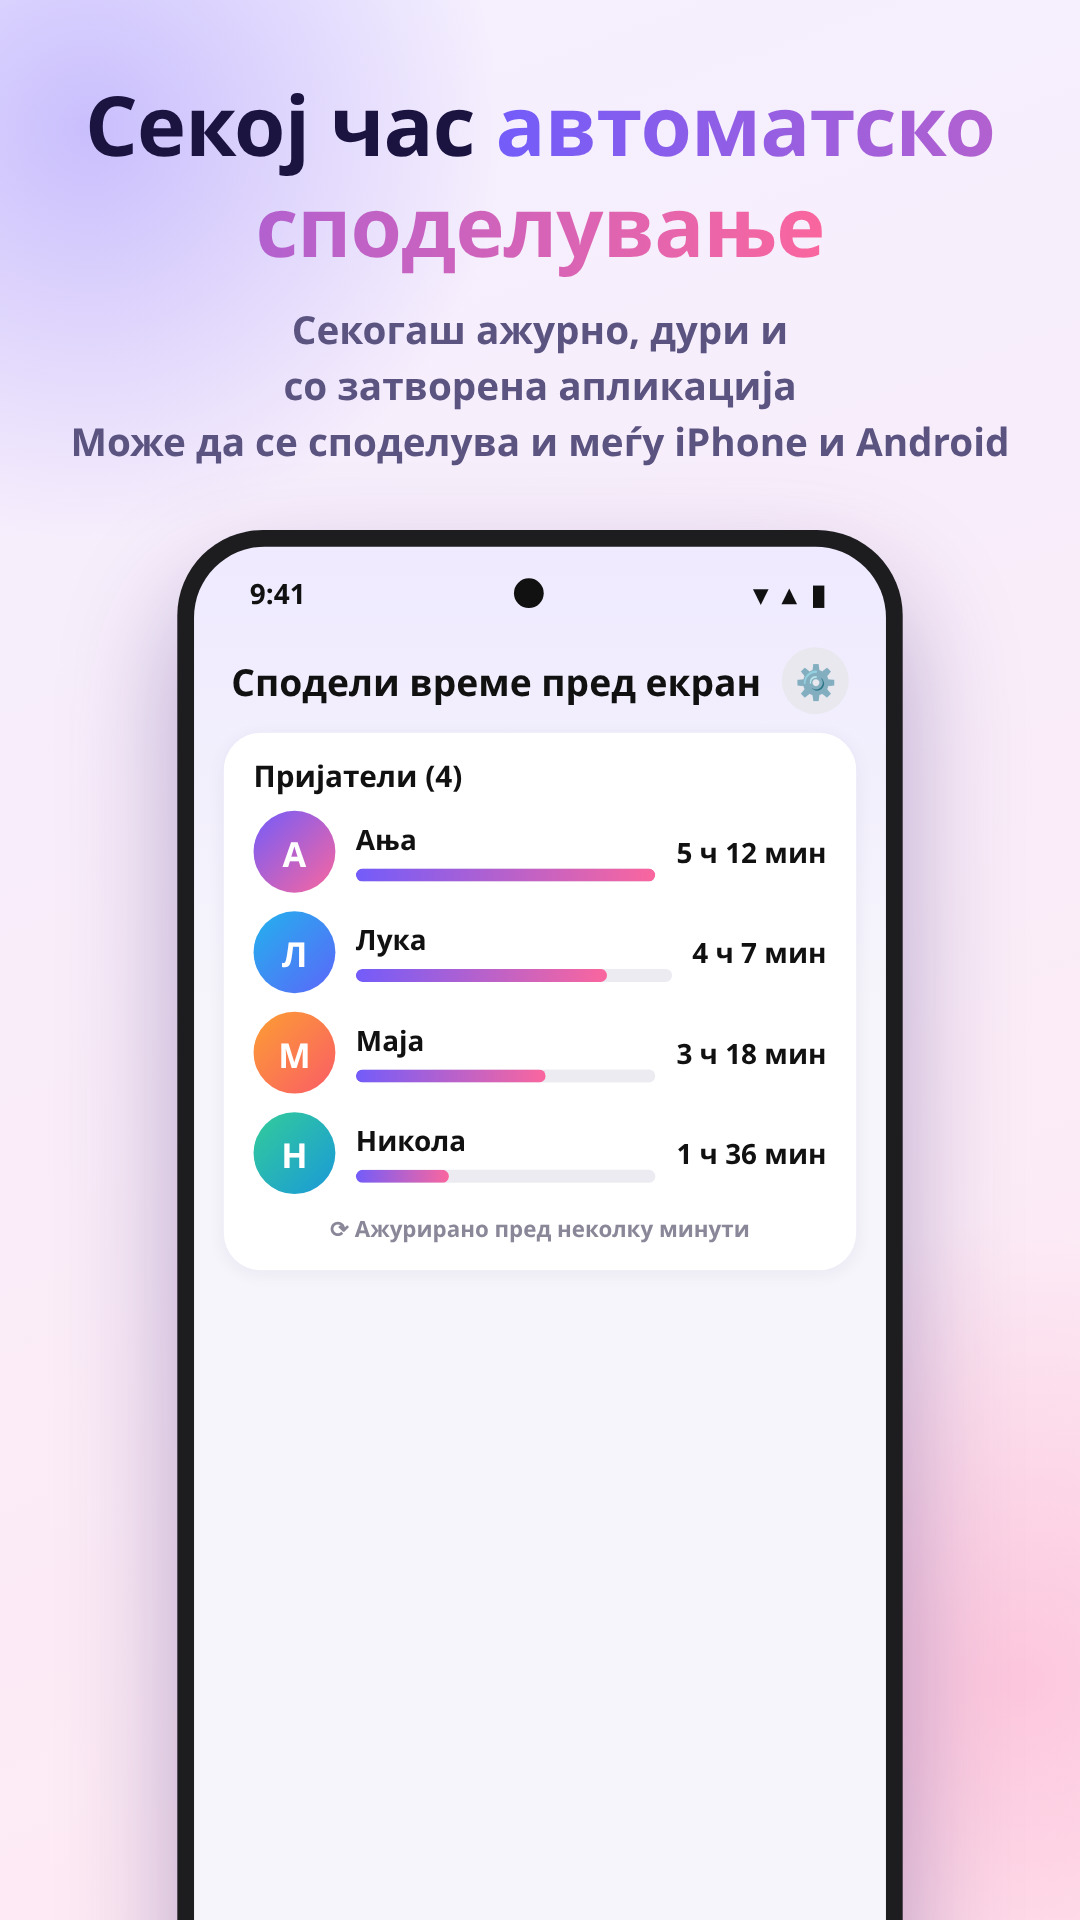 Секој час автоматско
споделување
Секогаш ажурно, дури и
со затворена апликација
Може да се споделува и меѓу iPhone и Android
9:41
Сподели време пред екран
Пријатели (4)
А
Ања
5 ч 12 мин
Л
Лука
4 ч 7 мин
М
Маја
3 ч 18 мин
Н
Никола
1 ч 36 мин
⟳ Ажурирано пред неколку минути